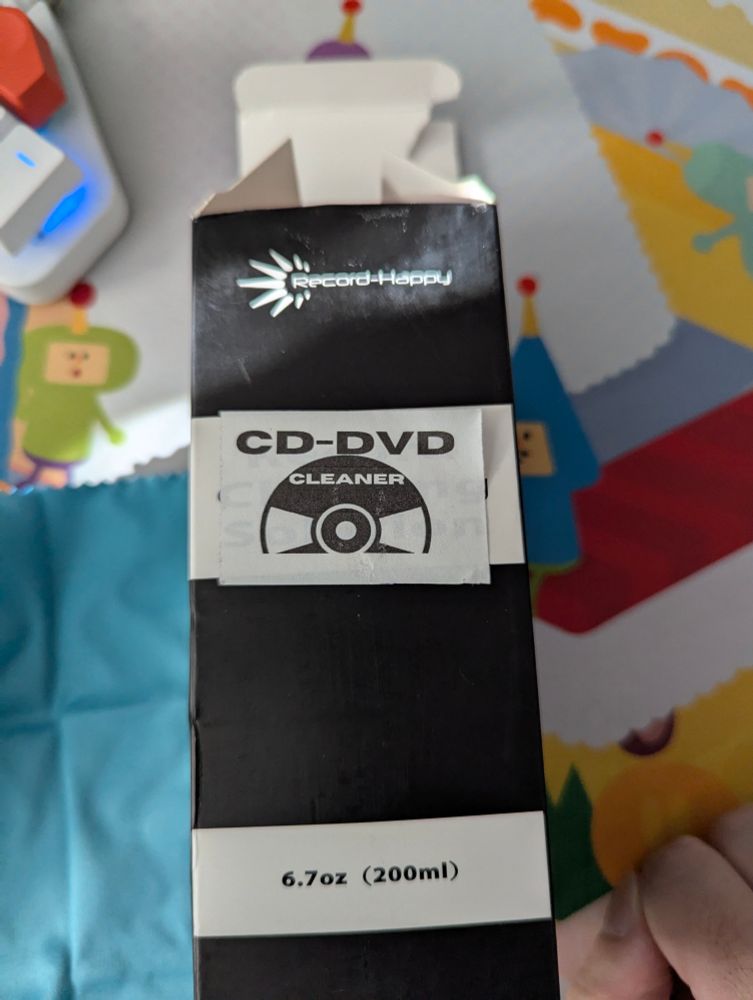 Record-Happy
CD-DVD
CLEANER
6.7oz (200ml)